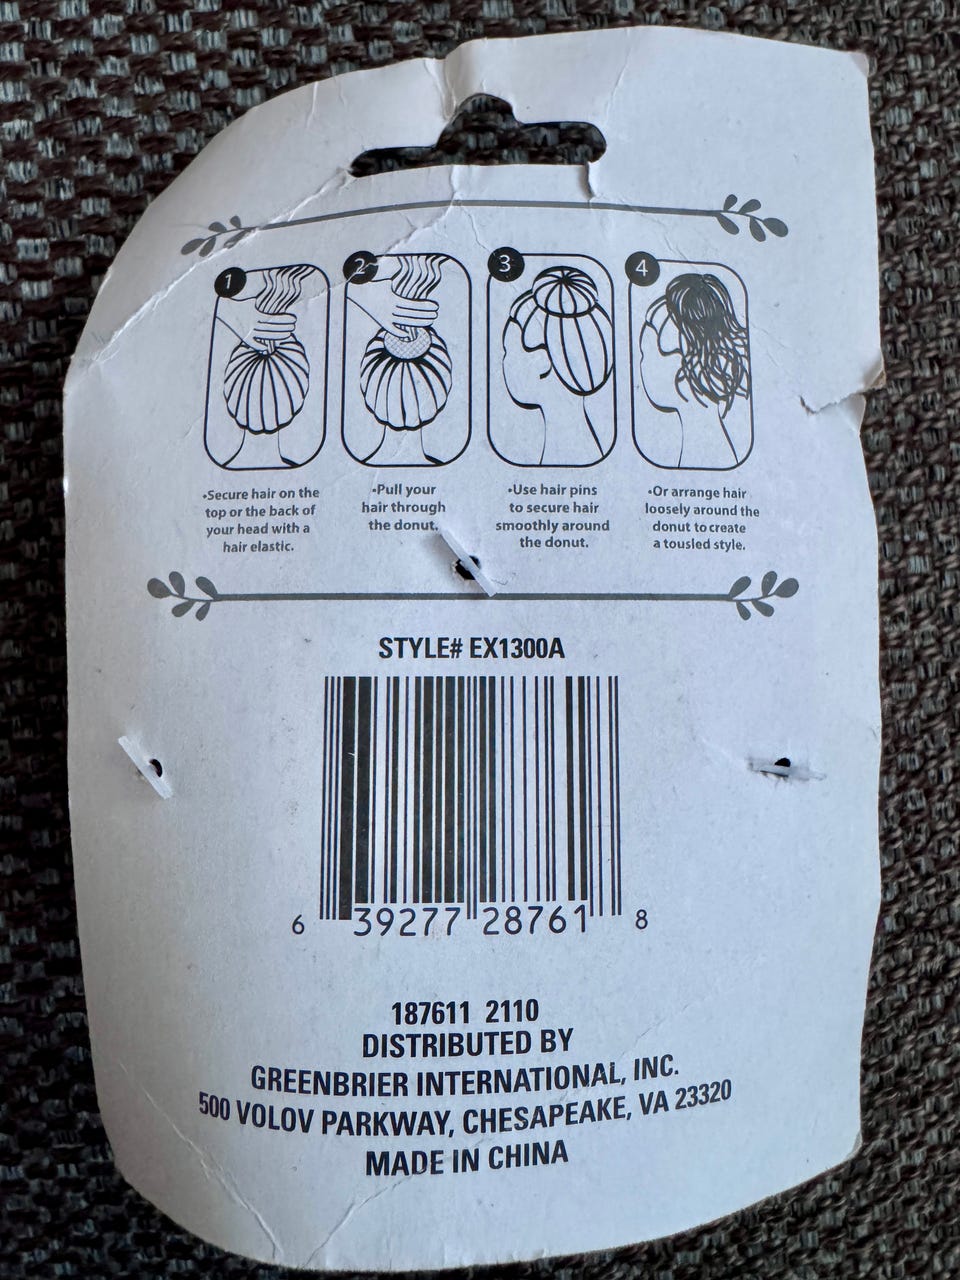 1
2
3
4
•Secure hair on the
top or the back of
your head with a
hair elastic.
•Pull your
hair through
the donut.
•Use hair pins
to secure hair
smoothly around
the donut.
•Or arrange hair
loosely around the
donut to create
a tousled style.
STYLE# EX1300A
6 39277 28761 8
187611 2110
DISTRIBUTED BY
GREENBRIER INTERNATIONAL, INC.
500 VOLOV PARKWAY, CHESAPEAKE, VA 23320
MADE IN CHINA